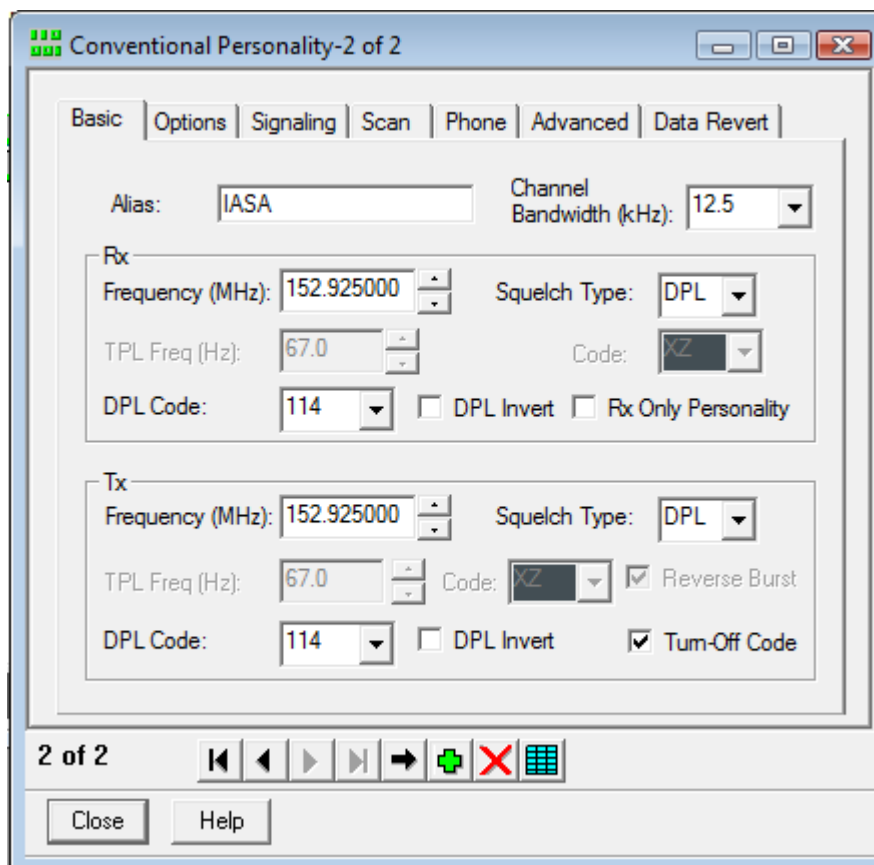 Conventional Personality-2 of 2
Basic Options Signaling Scan Phone Advanced Data Revert
Alias: IASA Channel Bandwidth (kHz): 12.5
Rx
Frequency (MHz): 152.925000 Squelch Type: DPL
TPL Freq (Hz): 67.0 Code: XZ
DPL Code: 114 DPL Invert Rx Only Personality
Tx
Frequency (MHz): 152.925000 Squelch Type: DPL
TPL Freq (Hz): 67.0 Code: XZ Reverse Burst
DPL Code: 114 DPL Invert Turn-Off Code
2 of 2
Close Help